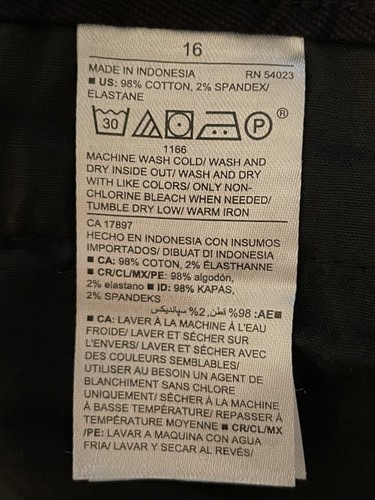 16
MADE IN INDONESIA RN 54023
■ US: 98% COTTON, 2% SPANDEX/
ELASTANE
30 P ®
1166
MACHINE WASH COLD/ WASH AND
DRY INSIDE OUT/ WASH AND DRY
WITH LIKE COLORS/ ONLY NON-
CHLORINE BLEACH WHEN NEEDED/
TUMBLE DRY LOW/ WARM IRON
CA 17897
HECHO EN INDONESIA CON INSUMOS
IMPORTADOS/ DIBUAT DI INDONESIA
■ CA: 98% COTTON, 2% ÉLASTHANNE
■ CR/CL/MX/PE: 98% algodón,
2% elastano ■ ID: 98% KAPAS,
2% SPANDEKS
■AE: 98% قطن, 2% سپاندیکس
■ CA: LAVER À LA MACHINE À L'EAU
FROIDE/ LAVER ET SÉCHER SUR
L'ENVERS/ LAVER ET SÉCHER AVEC
DES COULEURS SEMBLABLES/
UTILISER AU BESOIN UN AGENT DE
BLANCHIMENT SANS CHLORE
UNIQUEMENT/ SÉCHER À LA MACHINE
À BASSE TEMPÉRATURE/ REPASSER À
TEMPÉRATURE MOYENNE ■ CR/CL/MX
/PE: LAVAR A MAQUINA CON AGUA
FRIA/ LAVAR Y SECAR AL REVÉS/